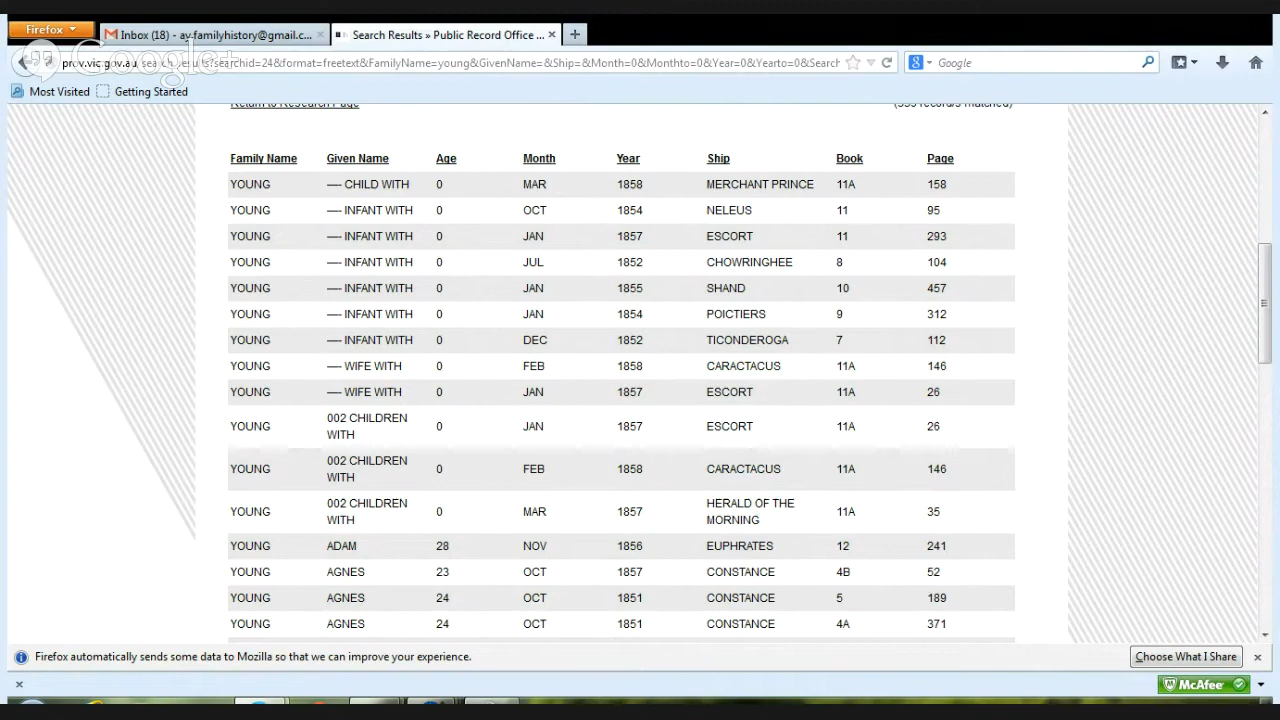 Firefox
Inbox (18) - ay.familyhistory@gmail.c...
Search Results » Public Record Office ...
Google+
prov.vic.gov.au/search_results?searchid=24&format=freetext&FamilyName=young&GivenName=&Ship=&Month=0&Monthto=0&Year=0&Yearto=0&Search
Google
Most Visited Getting Started
Return to Research Page
Family Name Given Name Age Month Year Ship Book Page
YOUNG ---- CHILD WITH 0 MAR 1858 MERCHANT PRINCE 11A 158
YOUNG ---- INFANT WITH 0 OCT 1854 NELEUS 11 95
YOUNG ---- INFANT WITH 0 JAN 1857 ESCORT 11 293
YOUNG ---- INFANT WITH 0 JUL 1852 CHOWRINGHEE 8 104
YOUNG ---- INFANT WITH 0 JAN 1855 SHAND 10 457
YOUNG ---- INFANT WITH 0 JAN 1854 POICTIERS 9 312
YOUNG ---- INFANT WITH 0 DEC 1852 TICONDEROGA 7 112
YOUNG ---- WIFE WITH 0 FEB 1858 CARACTACUS 11A 146
YOUNG ---- WIFE WITH 0 JAN 1857 ESCORT 11A 26
YOUNG 002 CHILDREN 0 JAN 1857 ESCORT 11A 26
WITH
YOUNG 002 CHILDREN 0 FEB 1858 CARACTACUS 11A 146
WITH
YOUNG 002 CHILDREN 0 MAR 1857 HERALD OF THE 11A 35
WITH MORNING
YOUNG ADAM 28 NOV 1856 EUPHRATES 12 241
YOUNG AGNES 23 OCT 1857 CONSTANCE 4B 52
YOUNG AGNES 24 OCT 1851 CONSTANCE 5 189
YOUNG AGNES 24 OCT 1851 CONSTANCE 4A 371
Firefox automatically sends some data to Mozilla so that we can improve your experience.
Choose What I Share
McAfee